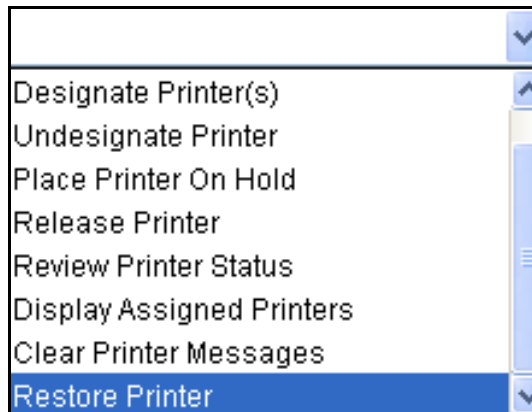 Designate Printer(s)
Undesignate Printer
Place Printer On Hold
Release Printer
Review Printer Status
Display Assigned Printers
Clear Printer Messages
Restore Printer